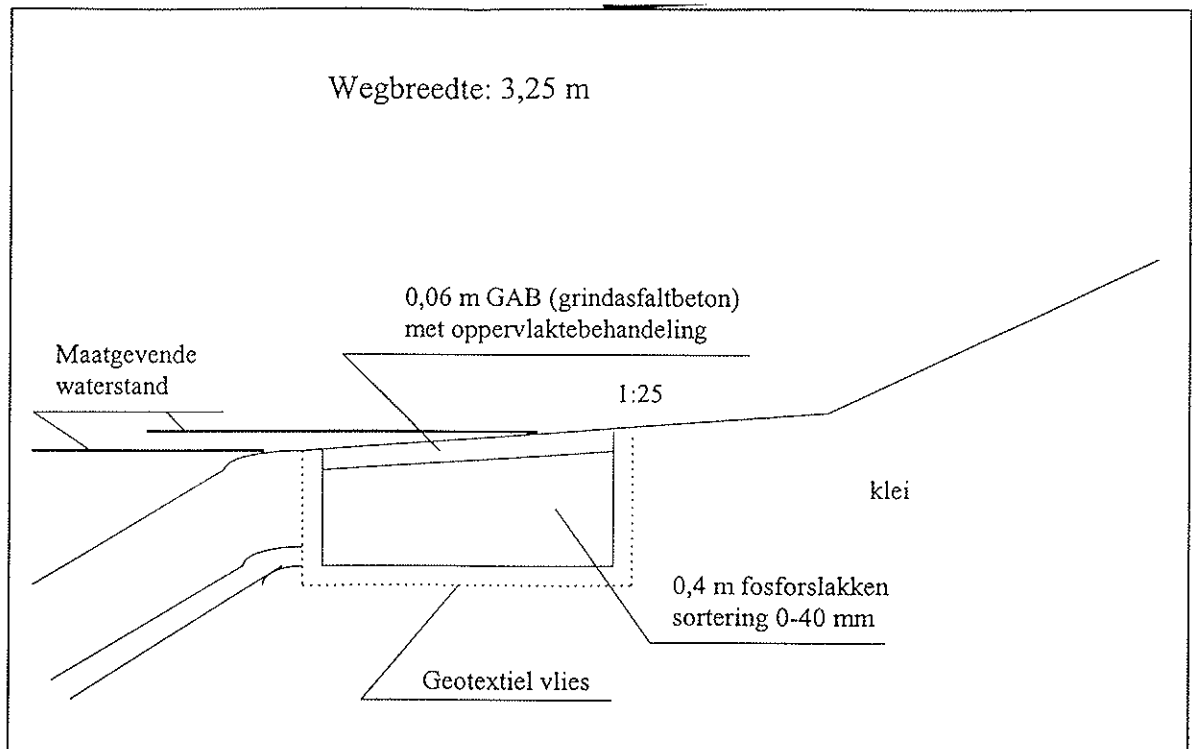 Wegbreedte: 3,25 m
0,06 m GAB (grindasfaltbeton)
met oppervlaktebehandeling
Maatgevende
waterstand
1:25
klei
0,4 m fosforslakken
sortering 0-40 mm
Geotextiel vlies